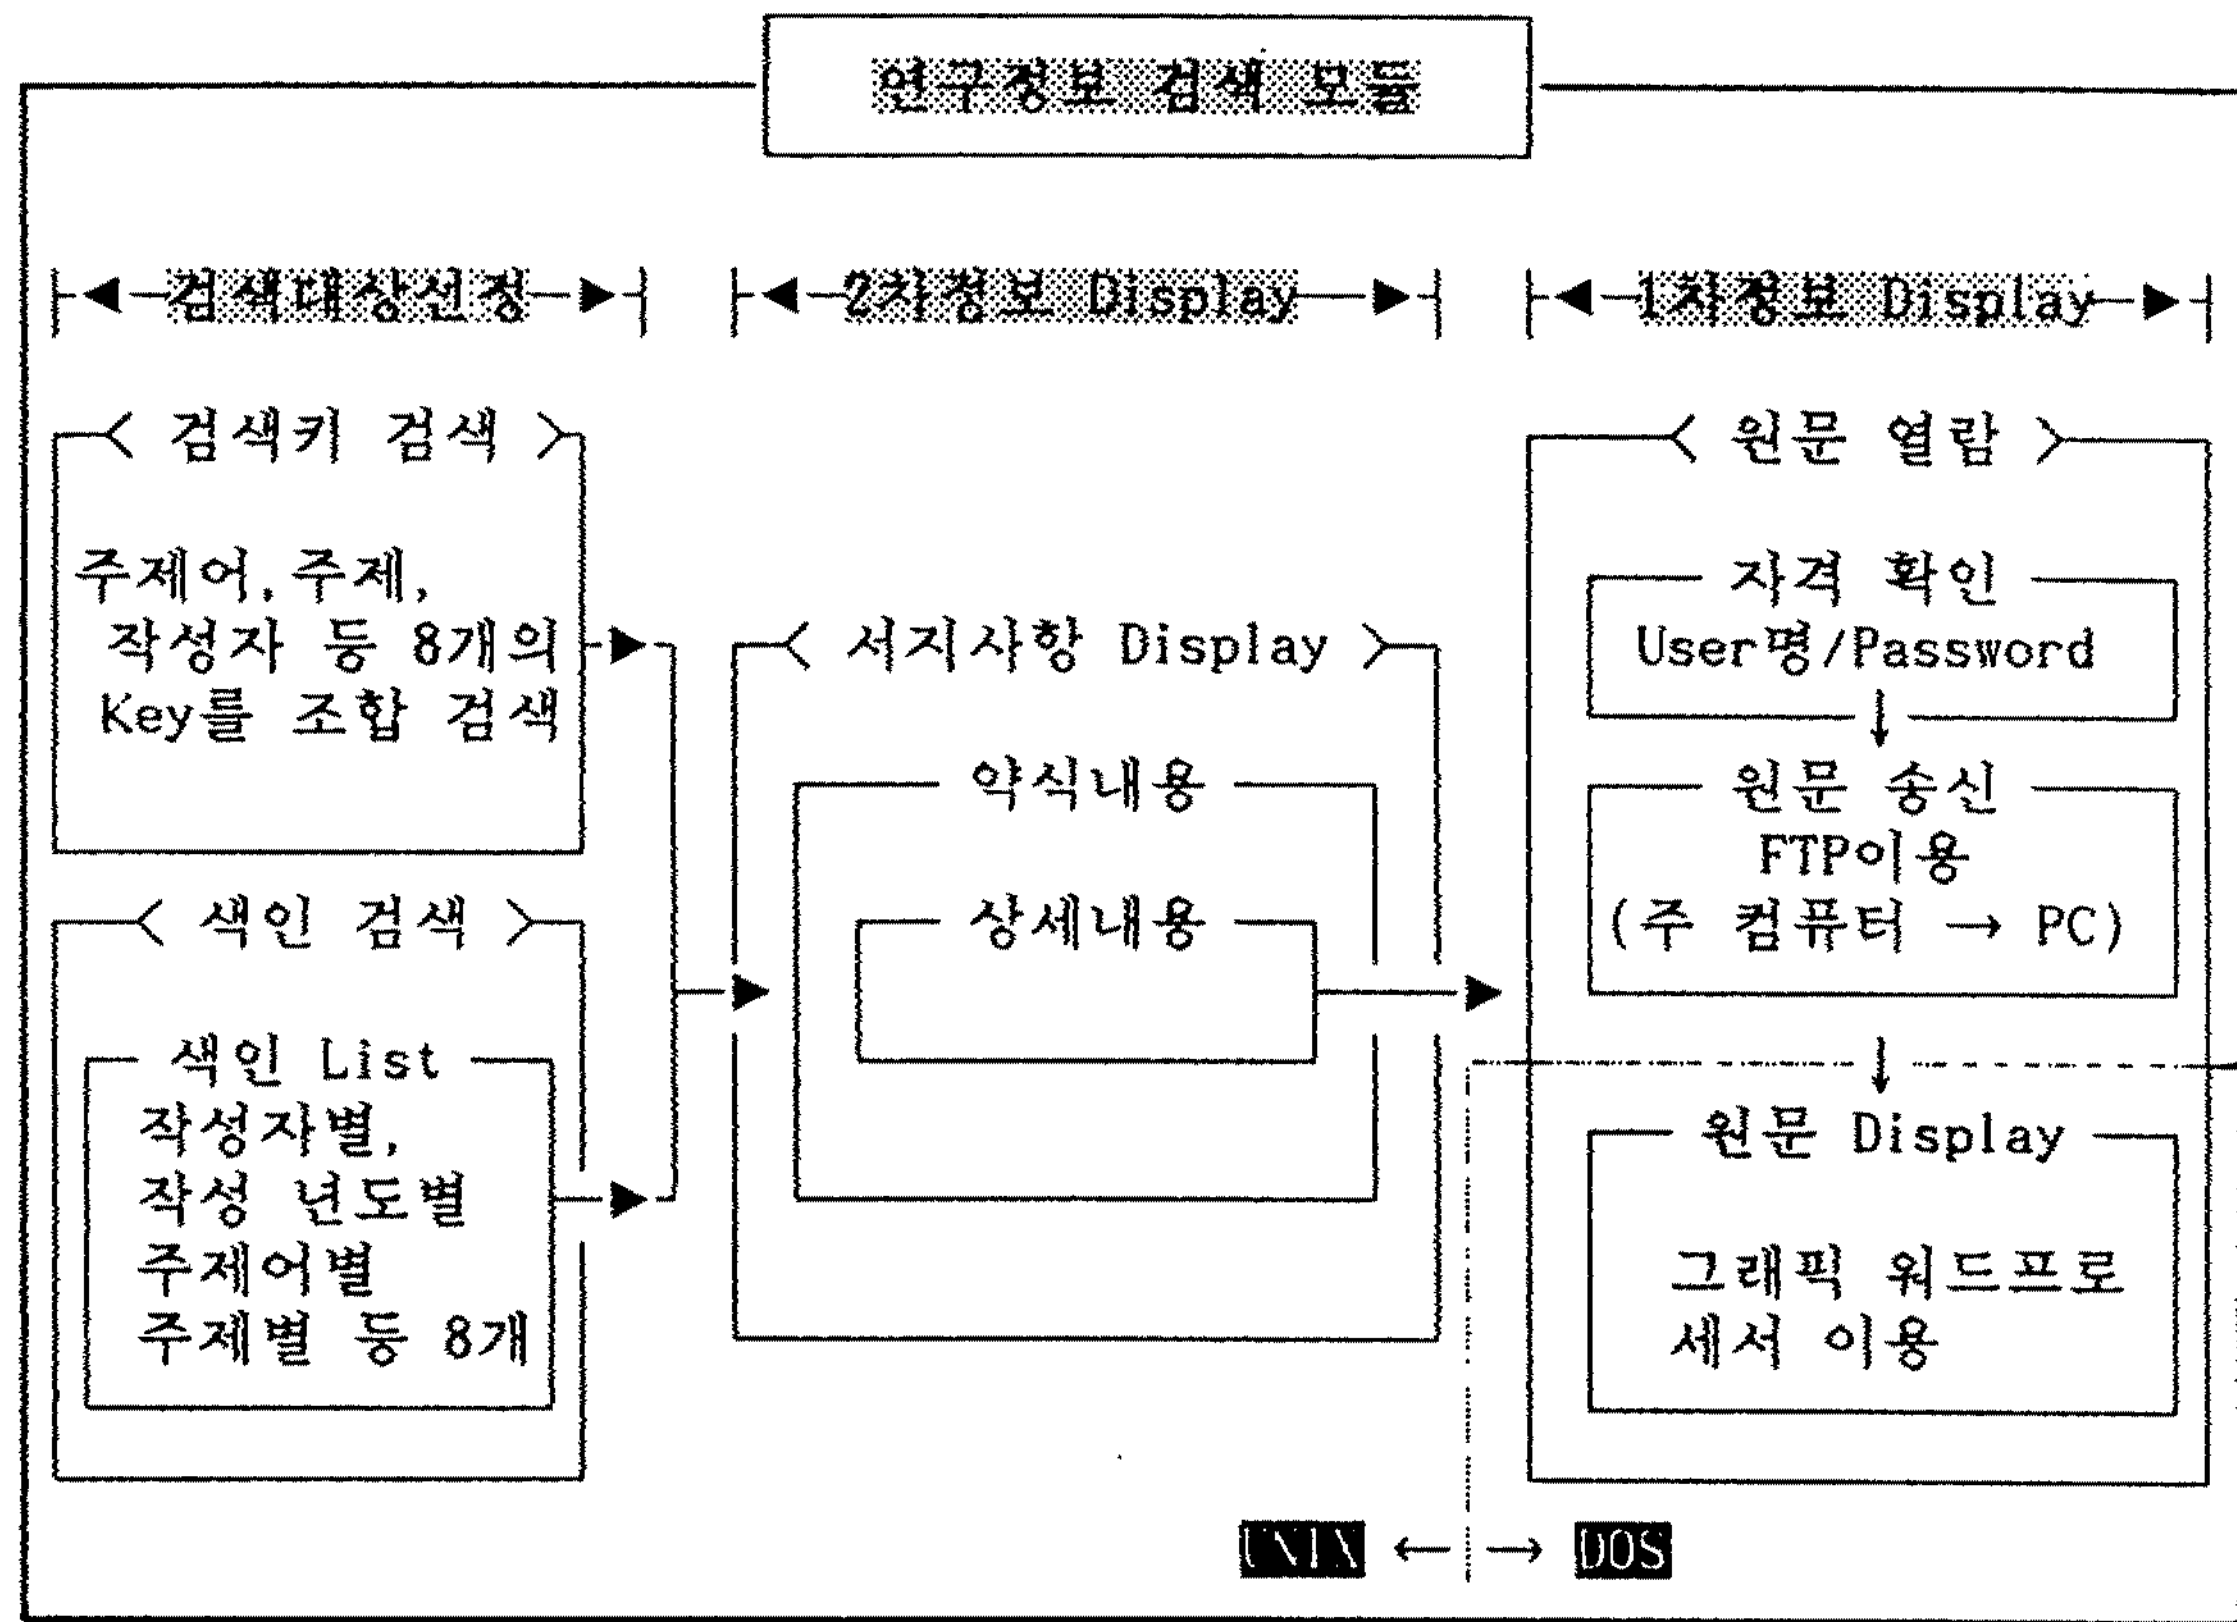 연구정보 검색 모듈
검색대상선정
2차정보 Display
1차정보 Display
< 검색키 검색 >
주제어, 주제,
작성자 등 8개의
Key를 조합 검색
< 색인 검색 >
색인 List
작성자별,
작성 년도별
주제어별
주제별 등 8개
< 서지사항 Display >
약식내용
상세내용
< 원문 열람 >
자격 확인
User명/Password
↓
원문 송신
FTP이용
(주 컴퓨터 → PC)
↓
원문 Display
그래픽 워드프로
세서 이용
UNIX ← → DOS